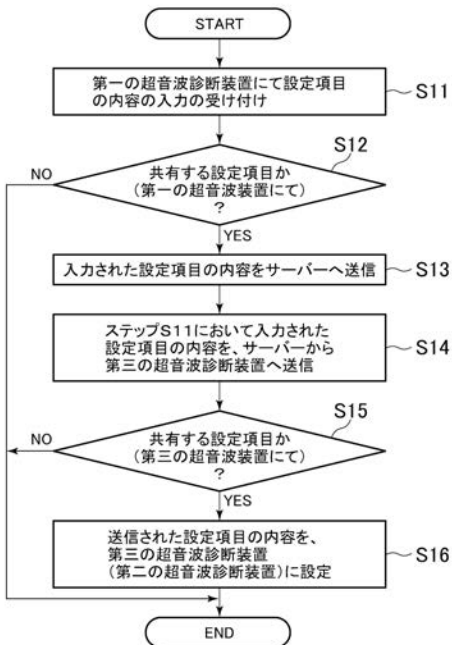 START
第一の超音波診断装置にて設定項目
の内容の入力の受け付け
S11
S12
共有する設定項目か
(第一の超音波装置にて)
?
NO
YES
入力された設定項目の内容をサーバーへ送信
S13
ステップS11において入力された
設定項目の内容を、サーバーから
第三の超音波診断装置へ送信
S14
S15
共有する設定項目か
(第三の超音波装置にて)
?
NO
YES
送信された設定項目の内容を、
第三の超音波診断装置
(第二の超音波診断装置)に設定
S16
END